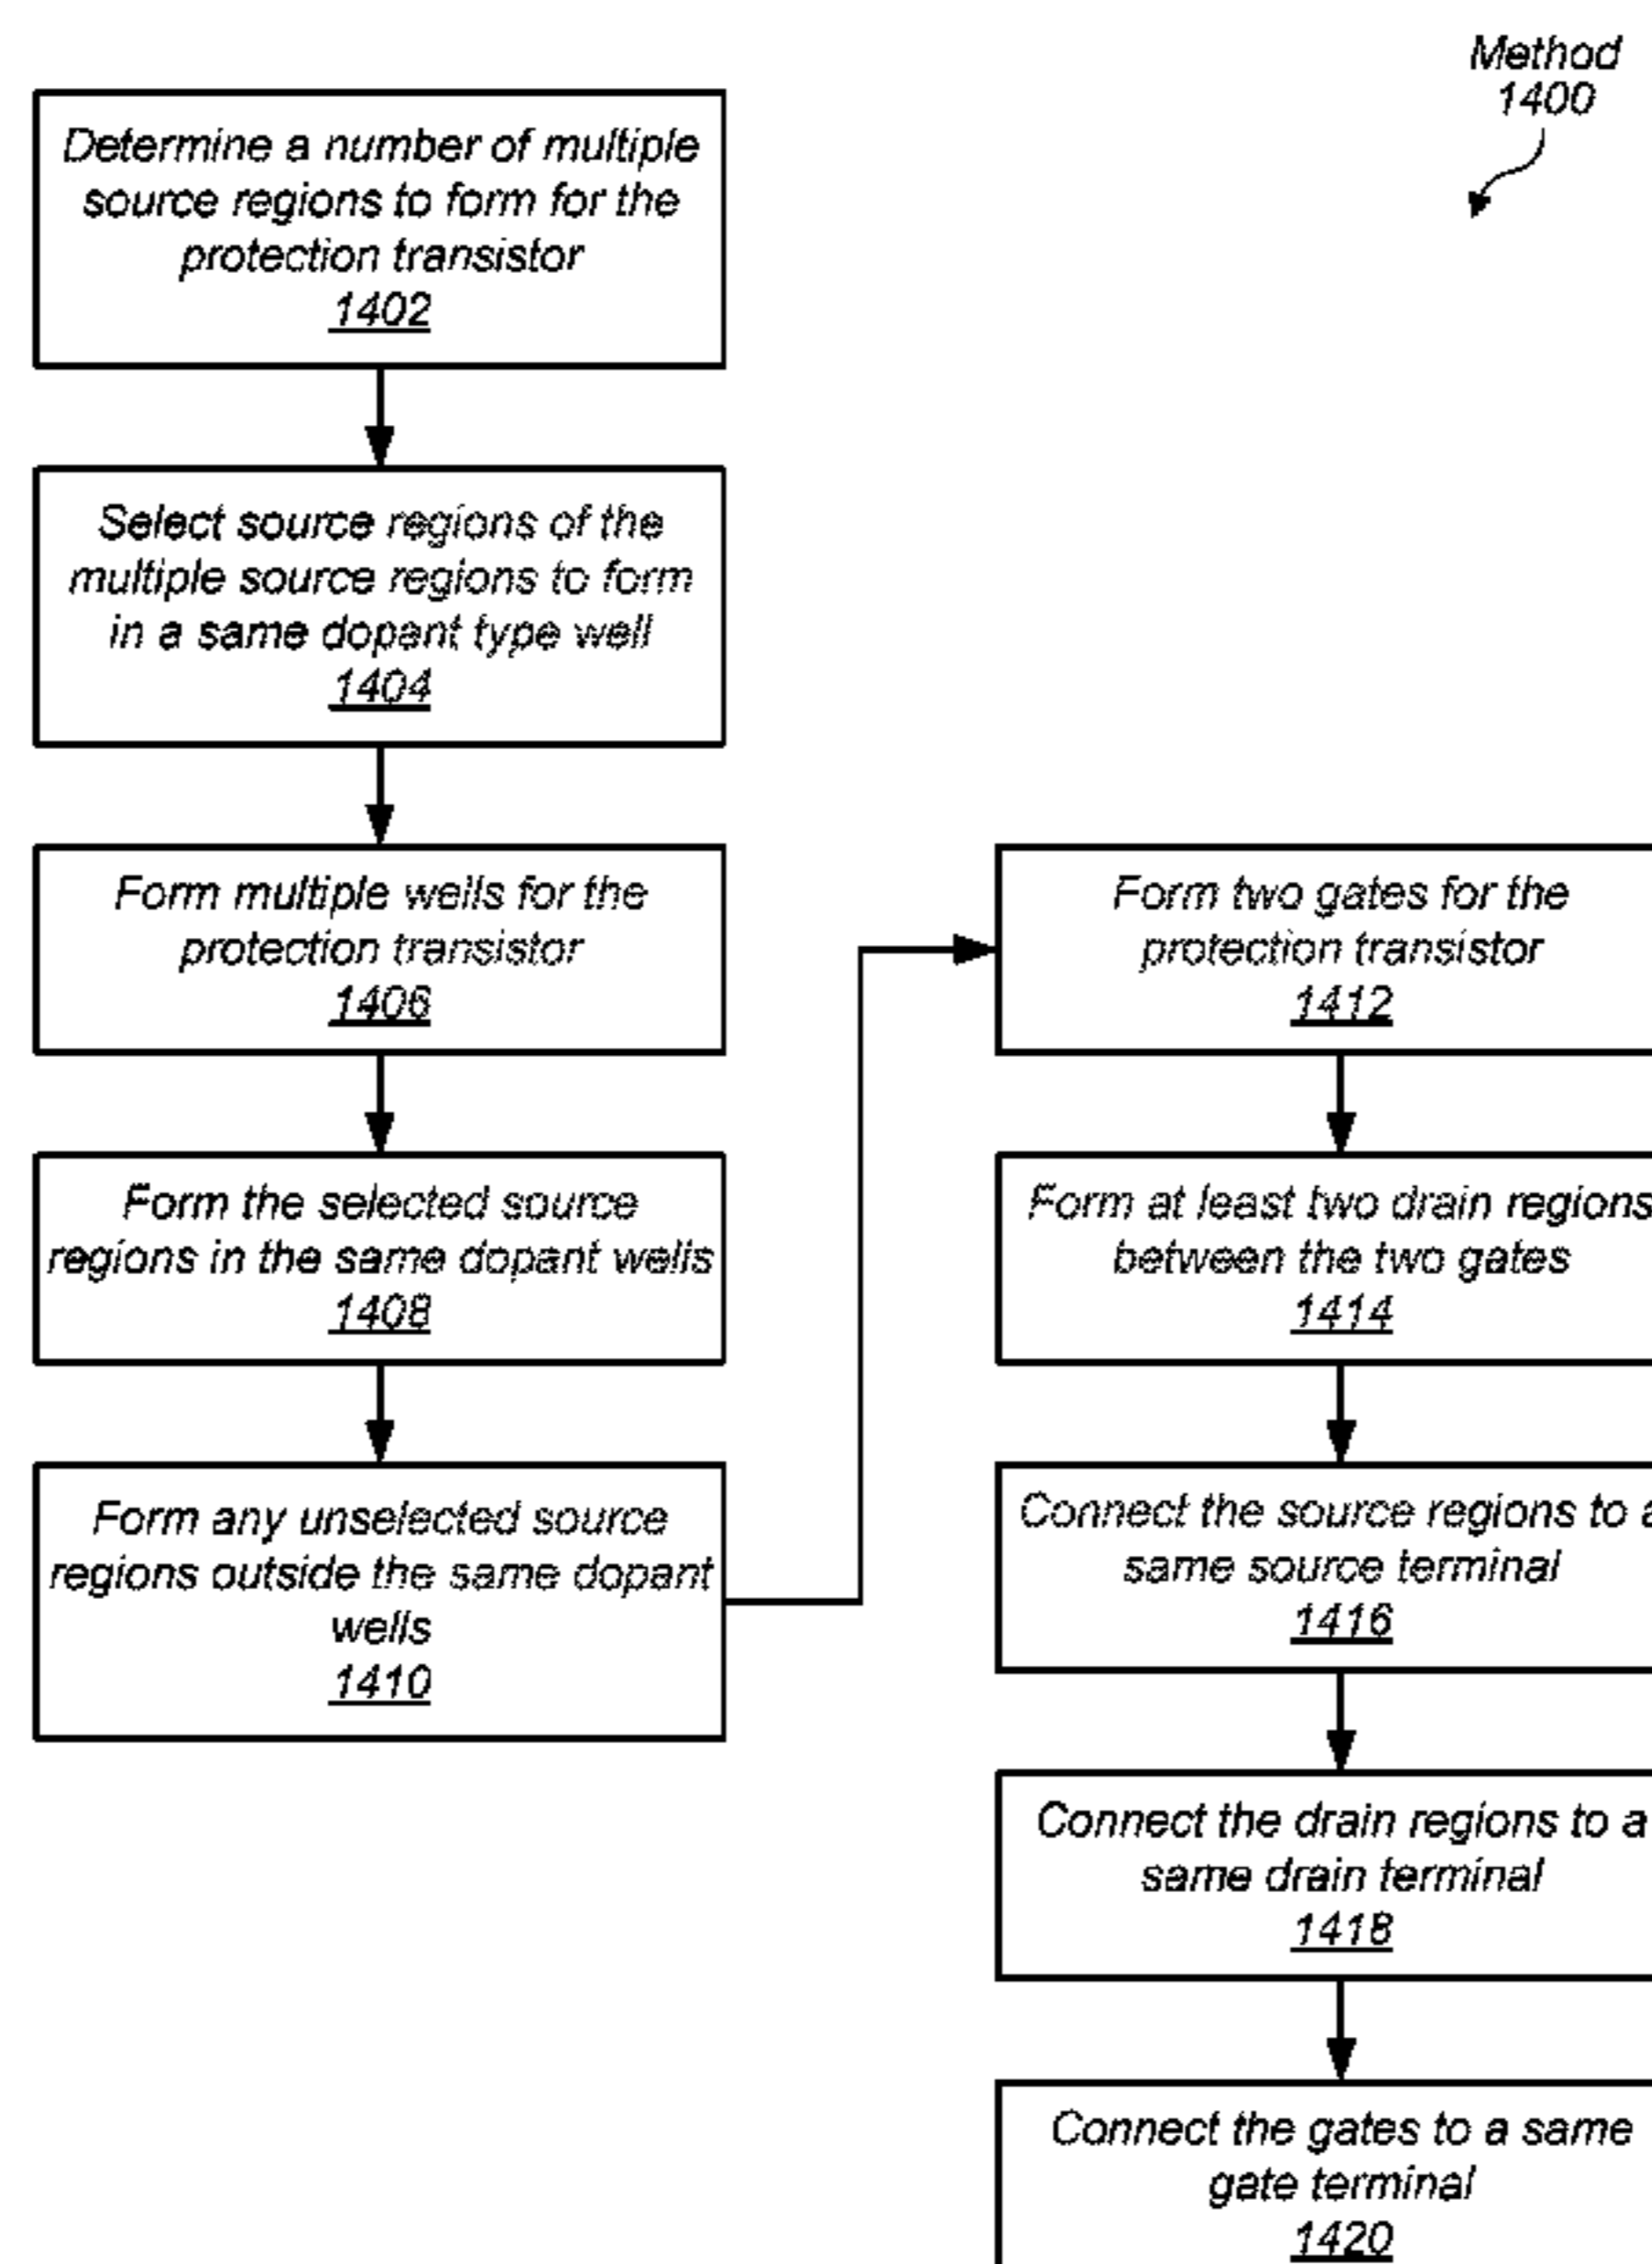 Method
1400
Determine a number of multiple
source regions to form for the
protection transistor
1402
Select source regions of the
multiple source regions to form
in a same dopant type well
1404
Form multiple wells for the
protection transistor
1406
Form the selected source
regions in the same dopant wells
1408
Form any unselected source
regions outside the same dopant
wells
1410
Form two gates for the
protection transistor
1412
Form at least two drain regions
between the two gates
1414
Connect the source regions to a
same source terminal
1416
Connect the drain regions to a
same drain terminal
1418
Connect the gates to a same
gate terminal
1420